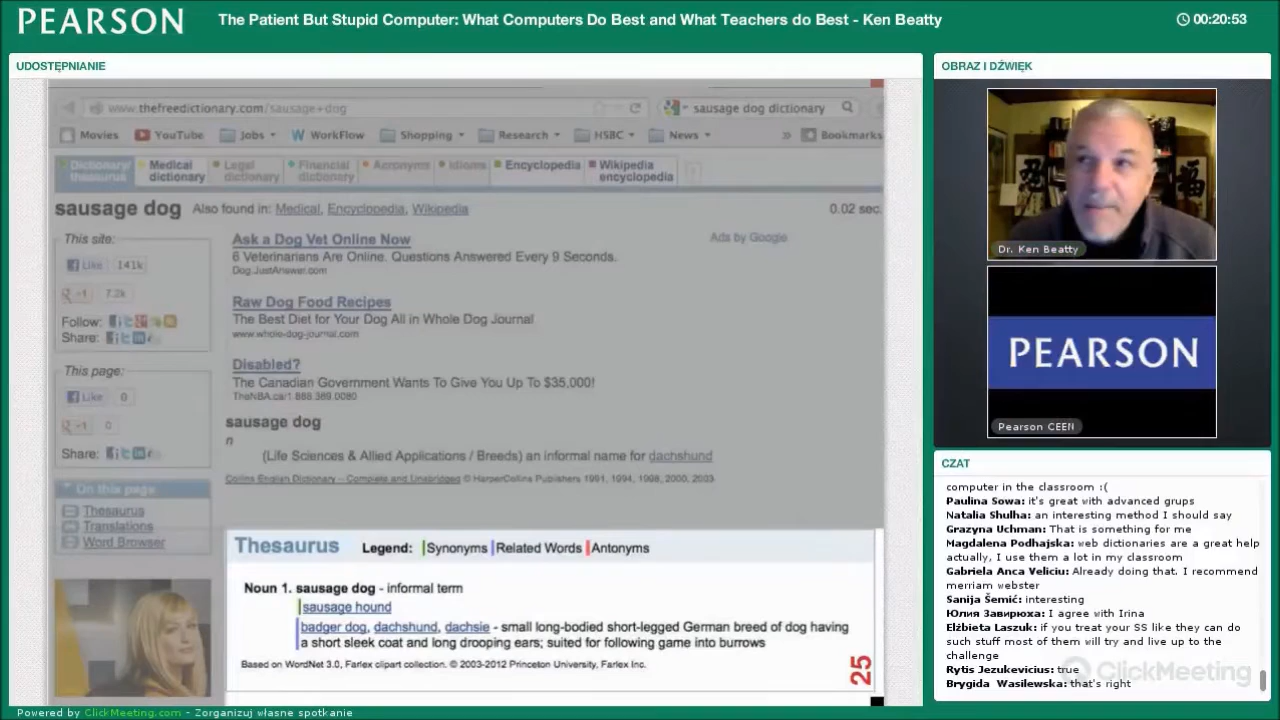 PEARSON
The Patient But Stupid Computer: What Computers Do Best and What Teachers do Best - Ken Beatty
00:20:53
UDOSTĘPNIANIE
www.thefreedictionary.com/sausage+dog
sausage dog dictionary
Movies YouTube Jobs WorkFlow Shopping Research HSBC News » Bookmarks
Dictionary/ thesaurus
Medical dictionary
Legal dictionary
Financial dictionary
Acronyms
Idioms
Encyclopedia
Wikipedia encyclopedia
?
sausage dog Also found in: Medical, Encyclopedia, Wikipedia 0.02 sec.
This site:
Like 141k
+1 7.2k
Follow:
Share:
This page:
Like 0
+1 0
Share:
On this page
Thesaurus
Translations
Word Browser
Ask a Dog Vet Online Now
Ads by Google
6 Veterinarians Are Online. Questions Answered Every 9 Seconds.
Dog.JustAnswer.com
Raw Dog Food Recipes
The Best Diet for Your Dog All in Whole Dog Journal
www.whole-dog-journal.com
Disabled?
The Canadian Government Wants To Give You Up To $35,000!
TheNBA.ca/1.888.389.0080
sausage dog
n
(Life Sciences & Allied Applications / Breeds) an informal name for dachshund
Collins English Dictionary – Complete and Unabridged © HarperCollins Publishers 1991, 1994, 1998, 2000, 2003
Thesaurus Legend: Synonyms Related Words Antonyms
Noun 1. sausage dog - informal term
sausage hound
badger dog, dachshund, dachsie - small long-bodied short-legged German breed of dog having
a short sleek coat and long drooping ears; suited for following game into burrows
Based on WordNet 3.0, Farlex clipart collection. © 2003-2012 Princeton University, Farlex Inc.
25
OBRAZ I DŹWIĘK
Dr. Ken Beatty
PEARSON
Pearson CEEN
CZAT
computer in the classroom :(
Paulina Sowa: it's great with advanced grups
Natalia Shulha: an interesting method I should say
Grazyna Uchman: That is something for me
Magdalena Podhajska: web dictionaries are a great help
actually, I use them a lot in my classroom
Gabriela Anca Veliciu: Already doing that. I recommend
merriam webster
Sanija Šemić: interesting
Юлия Завирюха: I agree with Irina
Elżbieta Laszuk: if you treat your SS like they can do
such stuff most of them will try and live up to the
challenge
Rytis Jezukevicius: true
Brygida Wasilewska: that's right
ClickMeeting
Powered by ClickMeeting.com - Zorganizuj własne spotkanie